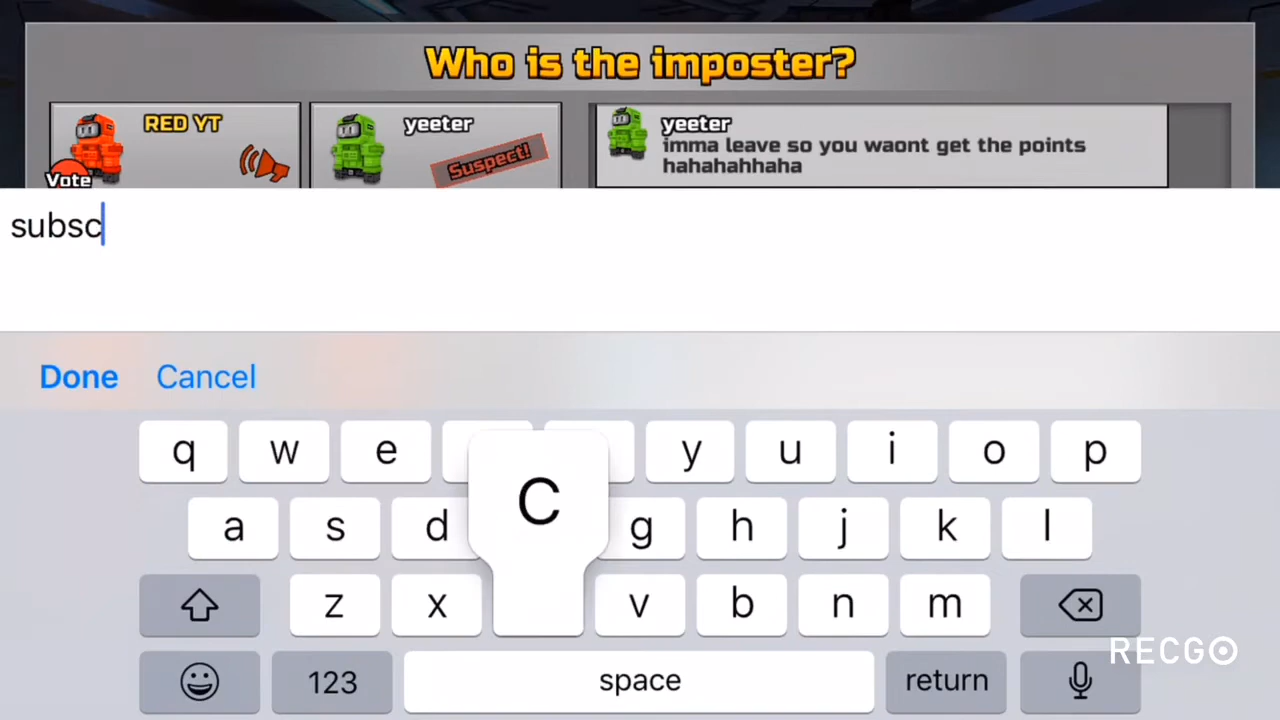 Who is the imposter?
RED YT
Vote
yeeter
Suspect!
yeeter
imma leave so you waont get the points
hahahahhaha
subsc
Done Cancel
q w e y u i o p
C
a s d g h j k l
z x v b n m
123 space return
RECGO